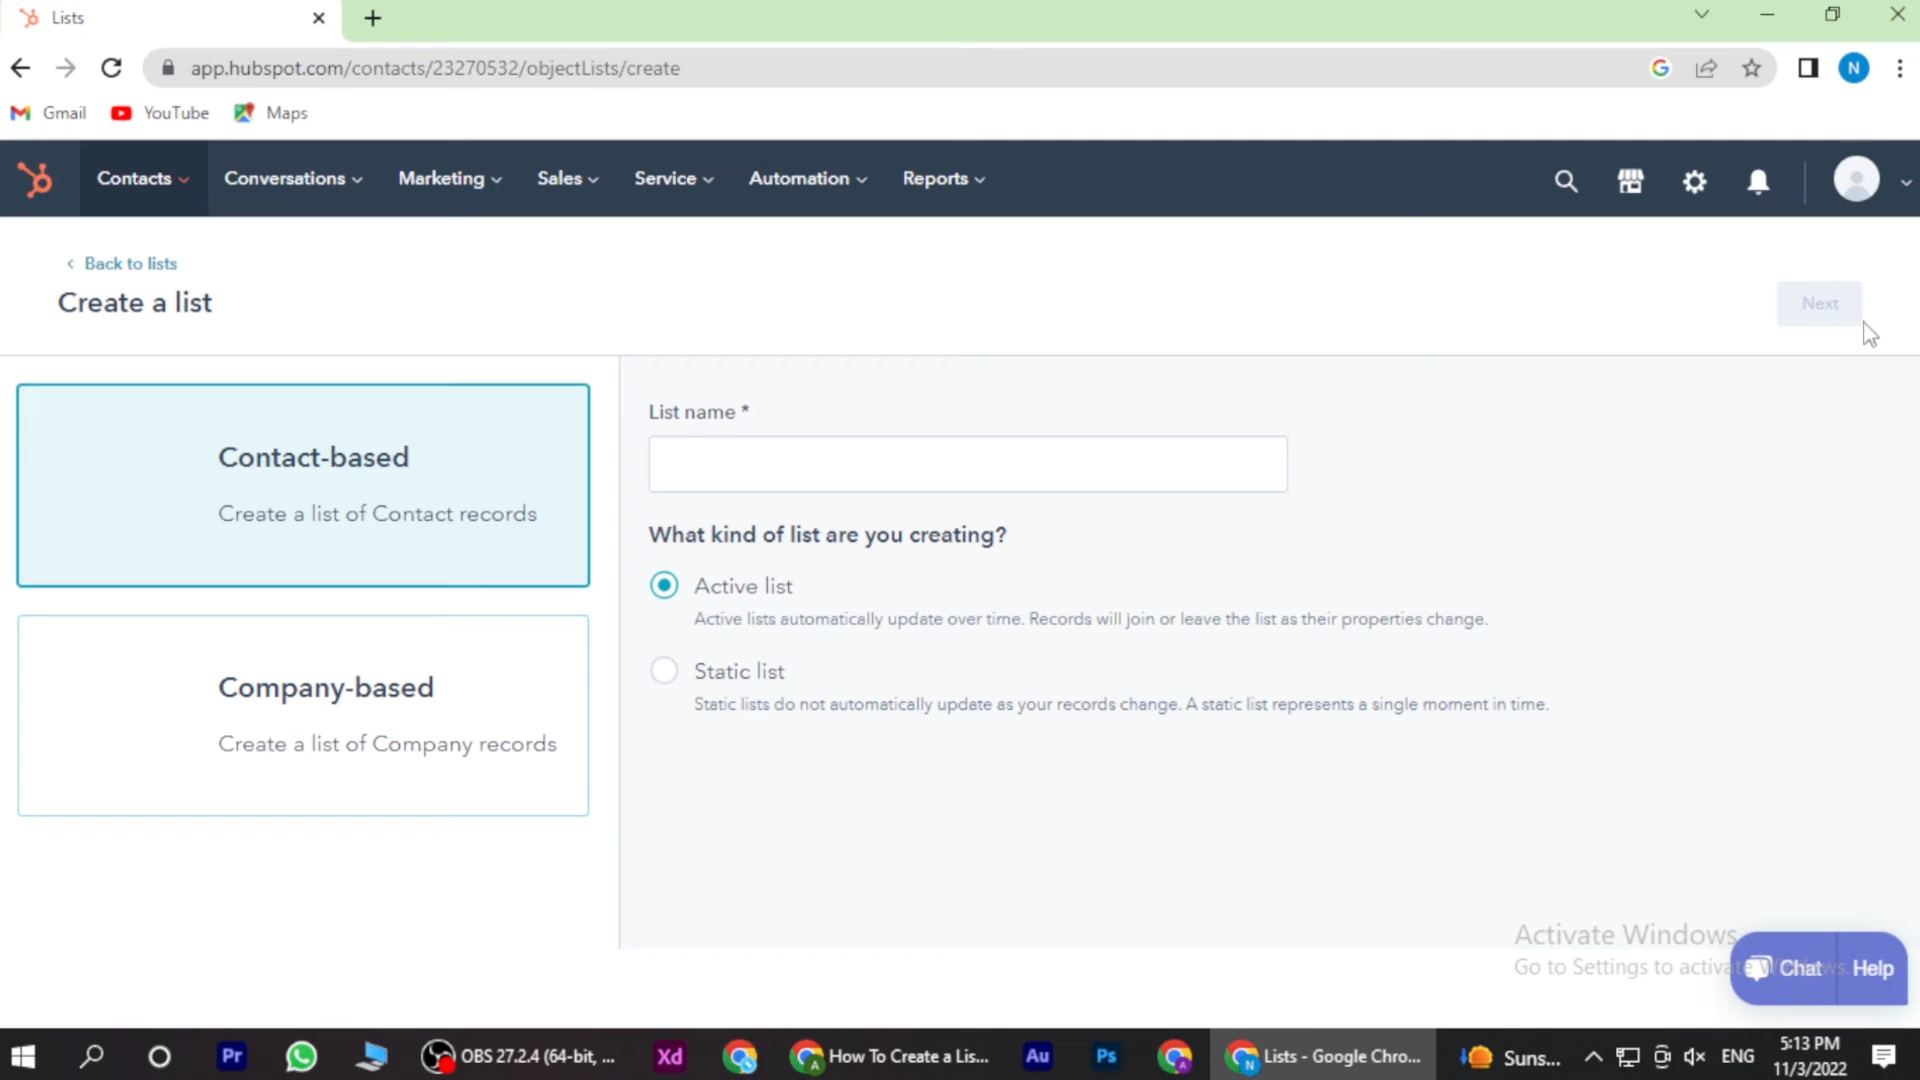 Lists
app.hubspot.com/contacts/23270532/objectLists/create
N
Gmail
YouTube
Maps
Contacts
Conversations
Marketing
Sales
Service
Automation
Reports
Back to lists
Create a list
Next
Contact-based
Create a list of Contact records
Company-based
Create a list of Company records
List name *
What kind of list are you creating?
Active list
Active lists automatically update over time. Records will join or leave the list as their properties change.
Static list
Static lists do not automatically update as your records change. A static list represents a single moment in time.
Activate Windows
Go to Settings to activate Windows.
Chat
Help
Pr
OBS 27.2.4 (64-bit, ...
Xd
How To Create a Lis...
Au
Ps
Lists - Google Chro...
Suns...
ENG
5:13 PM
11/3/2022